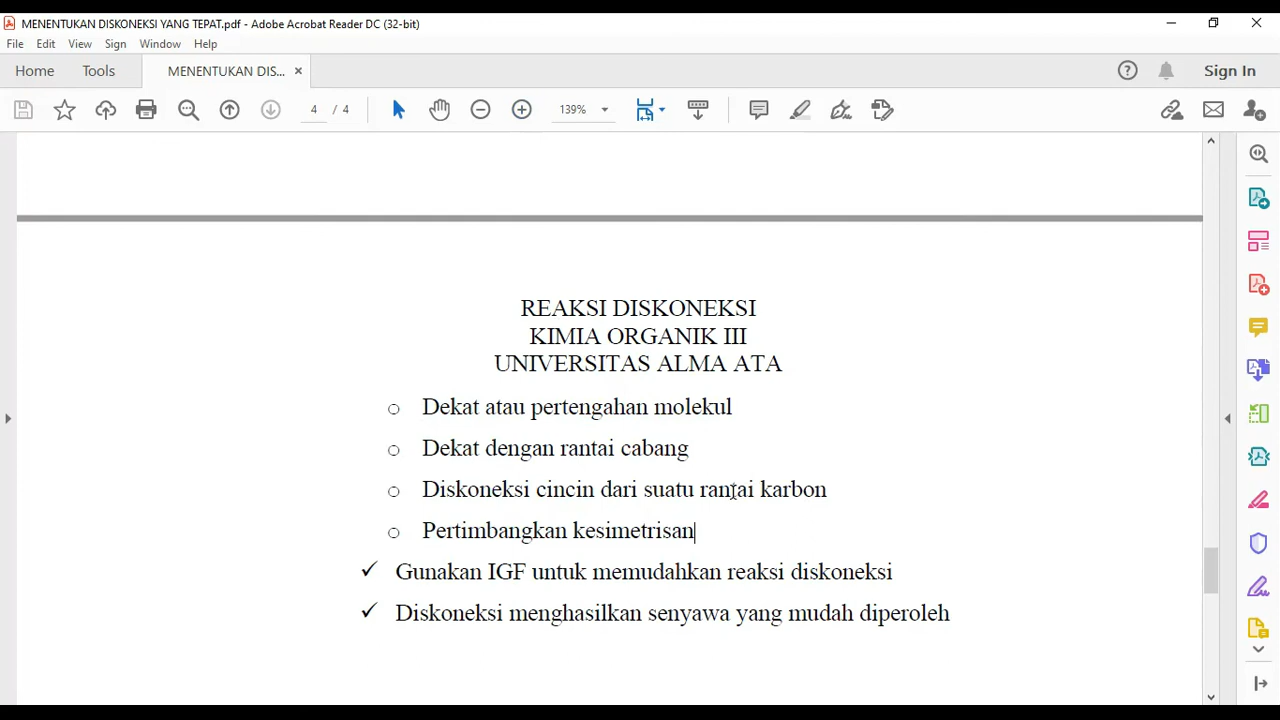 MENENTUKAN DISKONEKSI YANG TEPAT.pdf - Adobe Acrobat Reader DC (32-bit)
File Edit View Sign Window Help
Home Tools MENENTUKAN DIS... × Sign In
4 / 4 139%
REAKSI DISKONEKSI
KIMIA ORGANIK III
UNIVERSITAS ALMA ATA
○ Dekat atau pertengahan molekul
○ Dekat dengan rantai cabang
○ Diskoneksi cincin dari suatu rantai karbon
○ Pertimbangkan kesimetrisan
✓ Gunakan IGF untuk memudahkan reaksi diskoneksi
✓ Diskoneksi menghasilkan senyawa yang mudah diperoleh